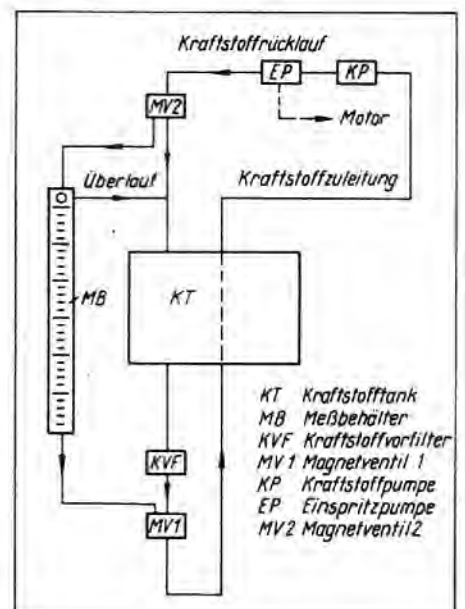 Kraftstoffrücklauf
EP
KP
MV2
Motor
Überlauf
Kraftstoffzuleitung
MB
KT
KVF
MV1
KT Kraftstofftank
MB Meßbehälter
KVF Kraftstoffvorfilter
MV1 Magnetventil 1
KP Kraftstoffpumpe
EP Einspritzpumpe
MV2 Magnetventil 2